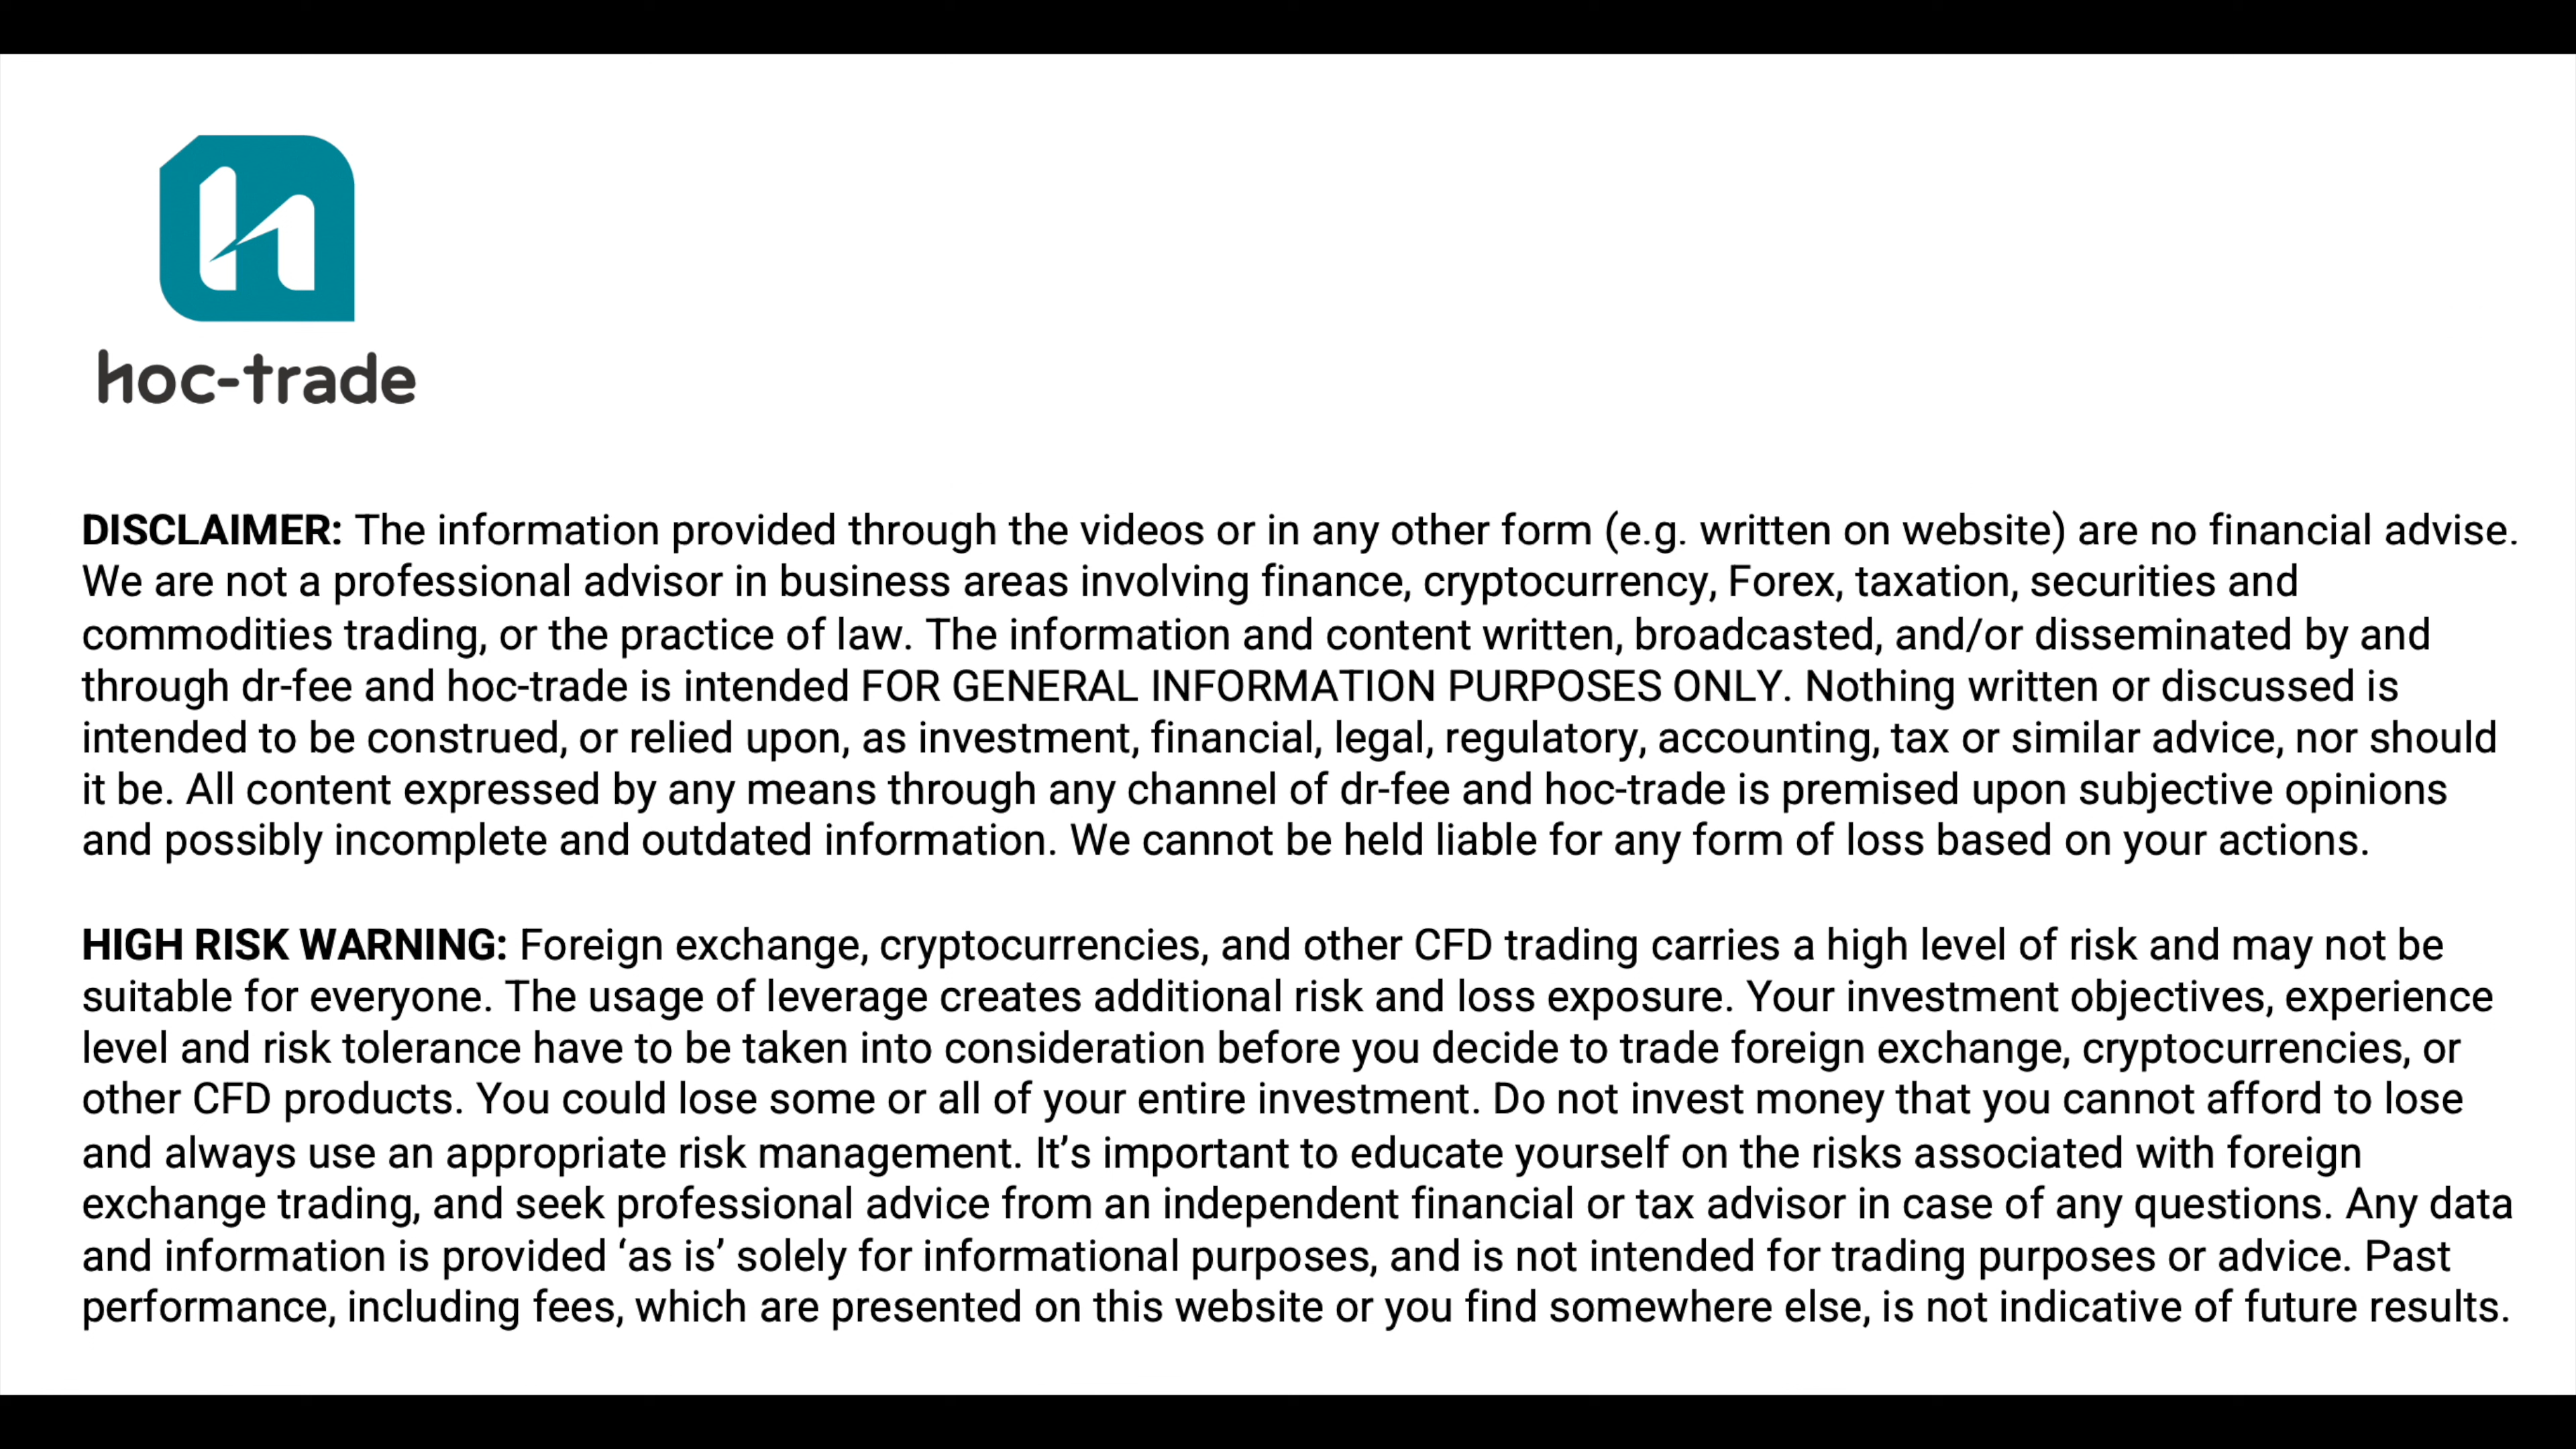 hoc-trade
DISCLAIMER: The information provided through the videos or in any other form (e.g. written on website) are no financial advise.
We are not a professional advisor in business areas involving finance, cryptocurrency, Forex, taxation, securities and
commodities trading, or the practice of law. The information and content written, broadcasted, and/or disseminated by and
through dr-fee and hoc-trade is intended FOR GENERAL INFORMATION PURPOSES ONLY. Nothing written or discussed is
intended to be construed, or relied upon, as investment, financial, legal, regulatory, accounting, tax or similar advice, nor should
it be. All content expressed by any means through any channel of dr-fee and hoc-trade is premised upon subjective opinions
and possibly incomplete and outdated information. We cannot be held liable for any form of loss based on your actions.
HIGH RISK WARNING: Foreign exchange, cryptocurrencies, and other CFD trading carries a high level of risk and may not be
suitable for everyone. The usage of leverage creates additional risk and loss exposure. Your investment objectives, experience
level and risk tolerance have to be taken into consideration before you decide to trade foreign exchange, cryptocurrencies, or
other CFD products. You could lose some or all of your entire investment. Do not invest money that you cannot afford to lose
and always use an appropriate risk management. It’s important to educate yourself on the risks associated with foreign
exchange trading, and seek professional advice from an independent financial or tax advisor in case of any questions. Any data
and information is provided ‘as is’ solely for informational purposes, and is not intended for trading purposes or advice. Past
performance, including fees, which are presented on this website or you find somewhere else, is not indicative of future results.